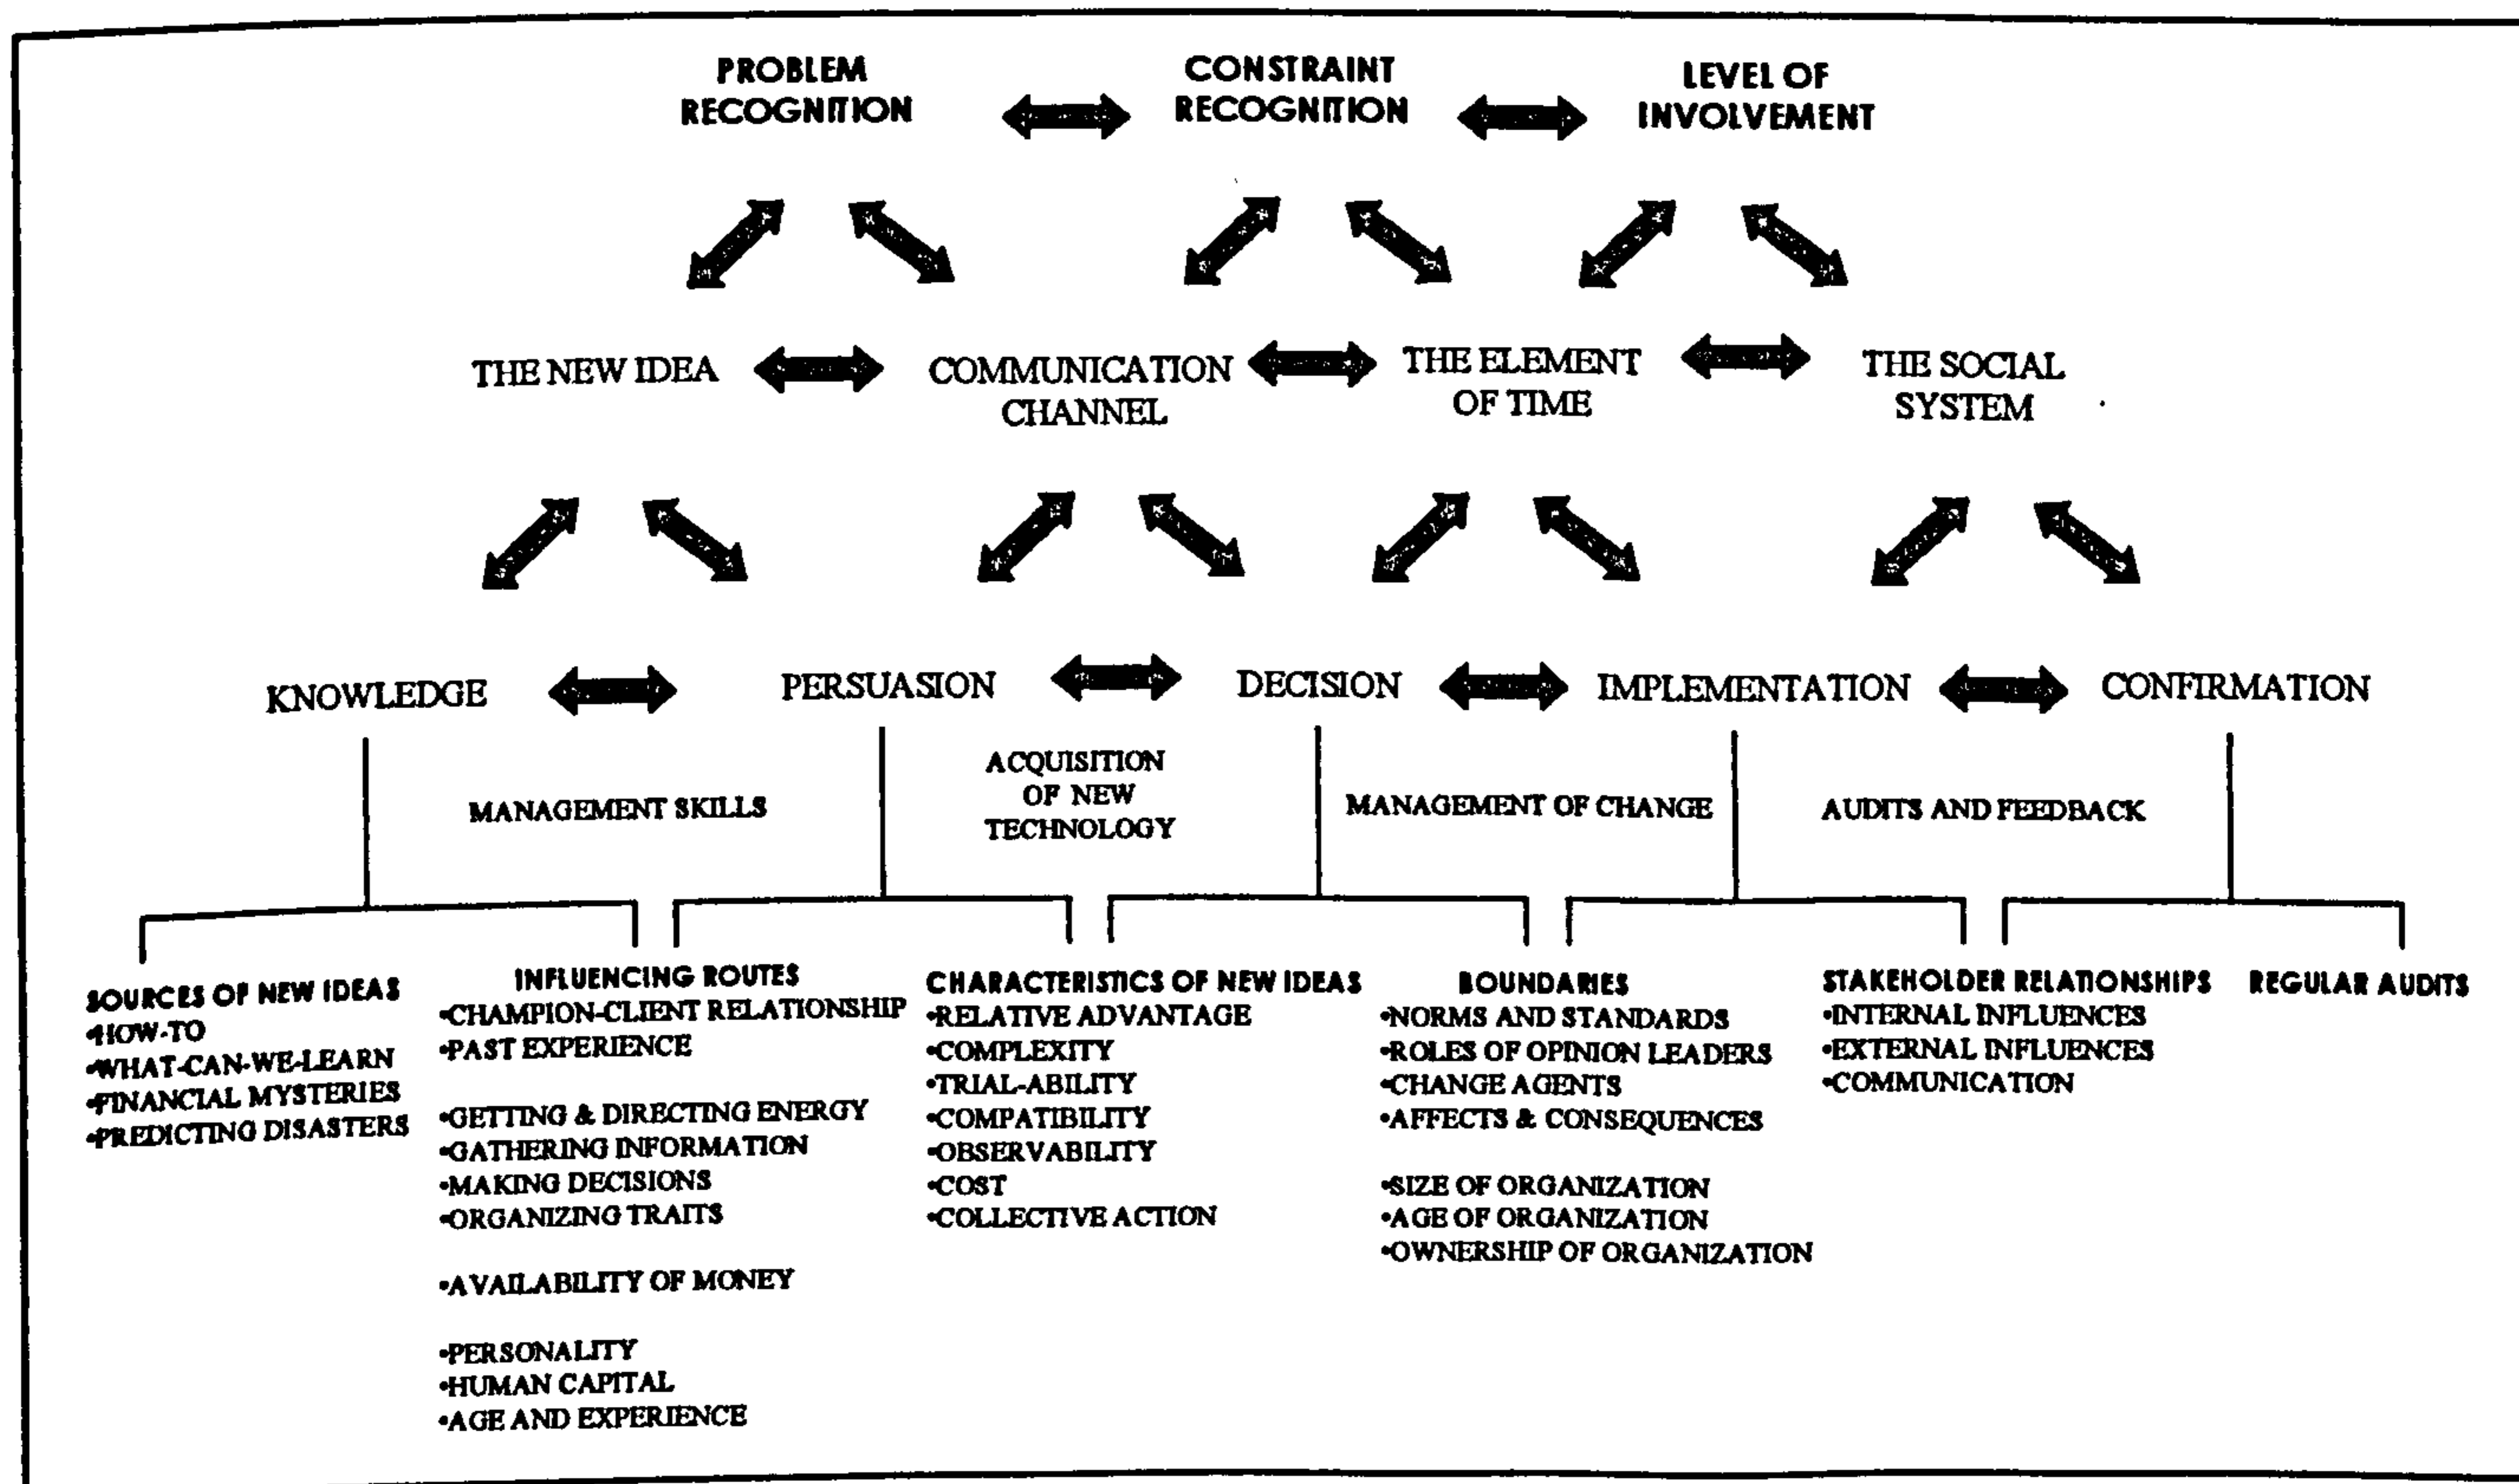 PROBLEM
RECOGNITION
CONSTRAINT
RECOGNITION
LEVEL OF
INVOLVEMENT
THE NEW IDEA
COMMUNICATION
CHANNEL
THE ELEMENT
OF TIME
THE SOCIAL
SYSTEM
KNOWLEDGE
PERSUASION
DECISION
IMPLEMENTATION
CONFIRMATION
MANAGEMENT SKILLS
ACQUISITION
OF NEW
TECHNOLOGY
MANAGEMENT OF CHANGE
AUDITS AND FEEDBACK
SOURCES OF NEW IDEAS
•HOW-TO
•WHAT-CAN-WE-LEARN
•FINANCIAL MYSTERIES
•PREDICTING DISASTERS
INFLUENCING ROUTES
•CHAMPION-CLIENT RELATIONSHIP
•PAST EXPERIENCE
•GETTING & DIRECTING ENERGY
•GATHERING INFORMATION
•MAKING DECISIONS
•ORGANIZING TRAITS
•AVAILABILITY OF MONEY
•PERSONALITY
•HUMAN CAPITAL
•AGE AND EXPERIENCE
CHARACTERISTICS OF NEW IDEAS
•RELATIVE ADVANTAGE
•COMPLEXITY
•TRIAL-ABILITY
•COMPATIBILITY
•OBSERVABILITY
•COST
•COLLECTIVE ACTION
BOUNDARIES
•NORMS AND STANDARDS
•ROLES OF OPINION LEADERS
•CHANGE AGENTS
•AFFECTS & CONSEQUENCES
•SIZE OF ORGANIZATION
•AGE OF ORGANIZATION
•OWNERSHIP OF ORGANIZATION
STAKEHOLDER RELATIONSHIPS
•INTERNAL INFLUENCES
•EXTERNAL INFLUENCES
•COMMUNICATION
REGULAR AUDITS